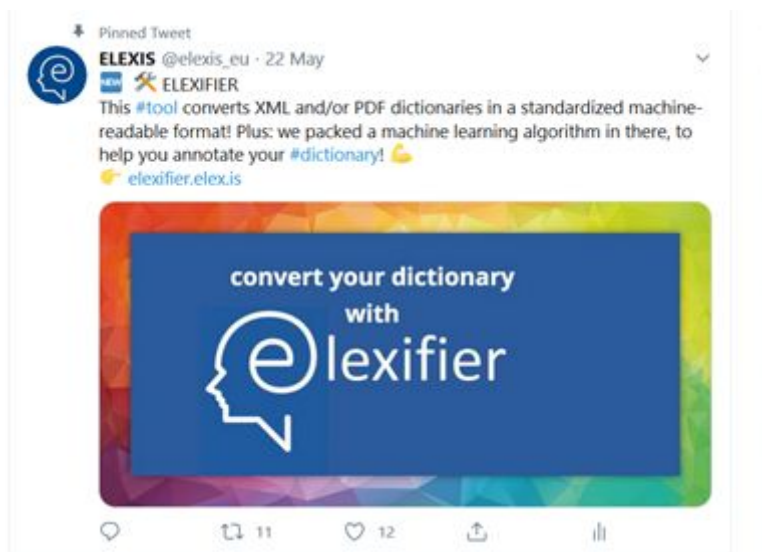 Pinned Tweet
ELEXIS @elexis_eu · 22 May
NEW 🛠 ELEXIFIER
This #tool converts XML and/or PDF dictionaries in a standardized machine-
readable format! Plus: we packed a machine learning algorithm in there, to
help you annotate your #dictionary! 💪
👉 elexifier.elex.is
convert your dictionary
with
elexifier
11 12